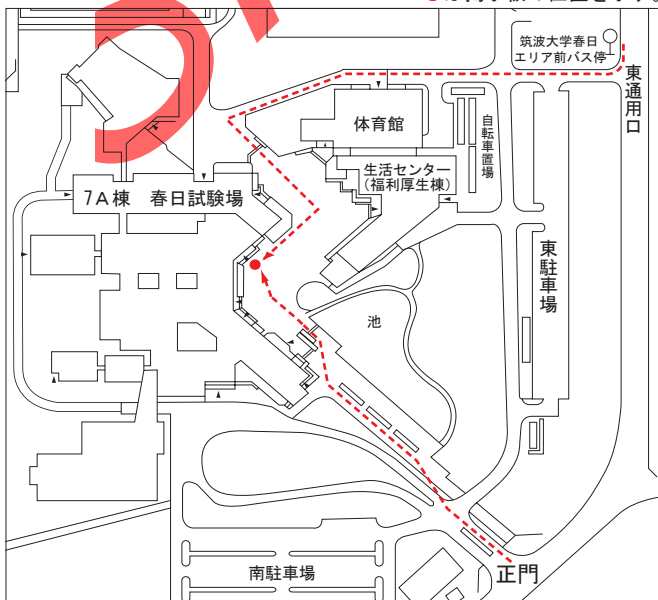 筑波大学春日
エリア前バス停
東通用口
体育館
自転車置場
生活センター
(福利厚生棟)
7A棟 春日試験場
東駐車場
池
南駐車場
正門